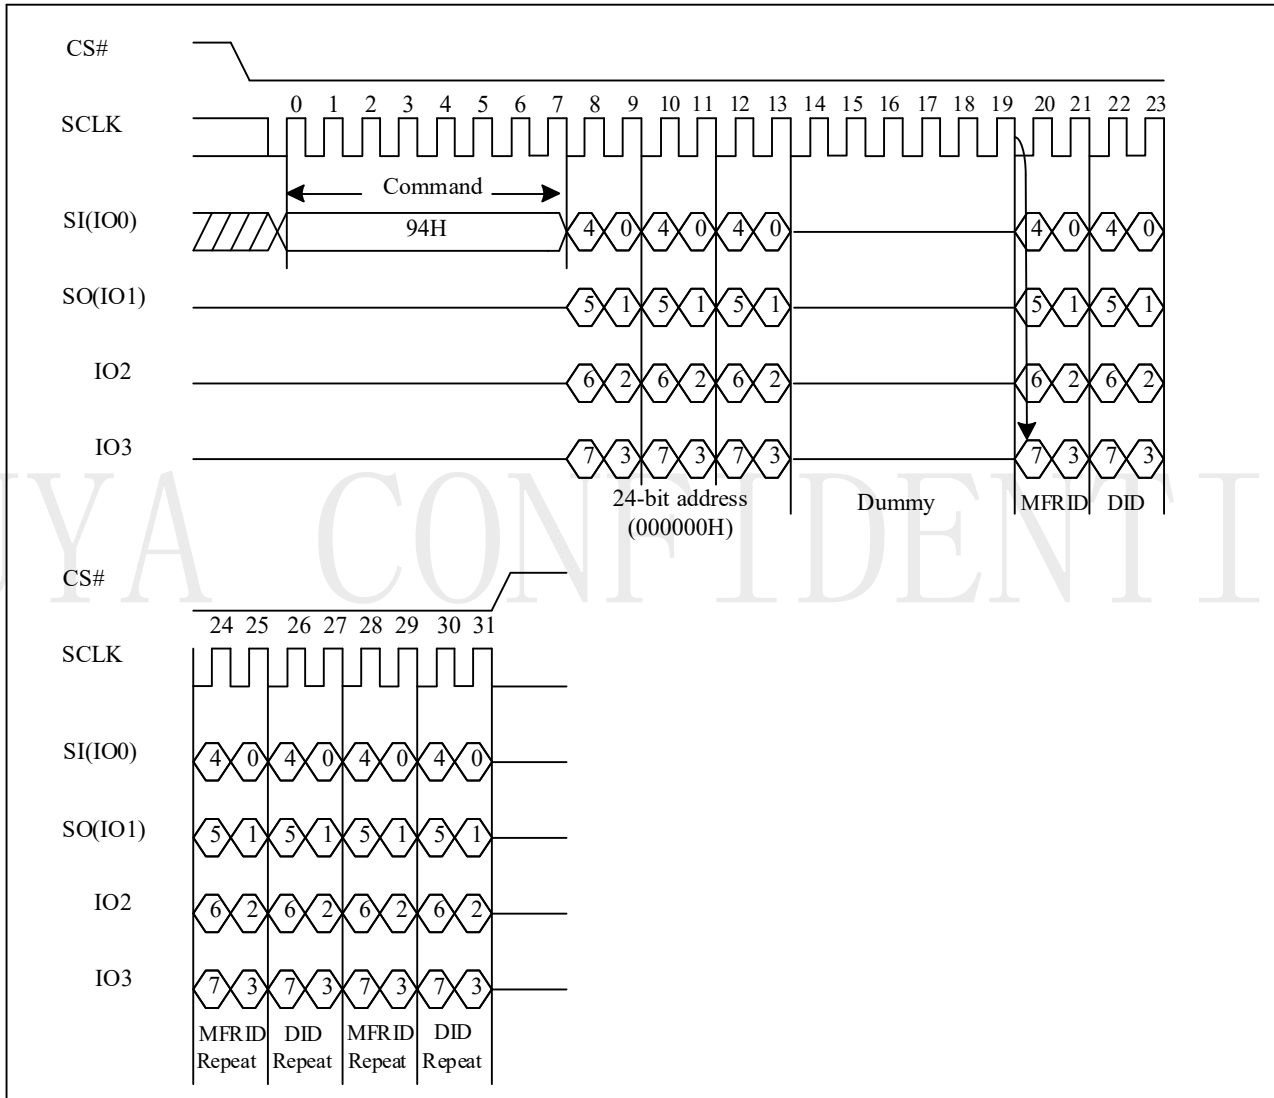 CS#
0 1 2 3 4 5 6 7 8 9 10 11 12 13 14 15 16 17 18 19 20 21 22 23
SCLK
Command
SI(IO0) 94H 4 0 4 0 4 0 4 0 4 0
SO(IO1) 5 1 5 1 5 1 5 1 5 1
IO2 6 2 6 2 6 2 6 2 6 2
IO3 7 3 7 3 7 3 7 3 7 3
24-bit address
(000000H)
Dummy
MFRID DID
UYA CONFIDENTI
CS#
24 25 26 27 28 29 30 31
SCLK
SI(IO0) 4 0 4 0 4 0 4 0
SO(IO1) 5 1 5 1 5 1 5 1
IO2 6 2 6 2 6 2 6 2
IO3 7 3 7 3 7 3 7 3
MFRID DID MFRID DID
Repeat Repeat Repeat Repeat